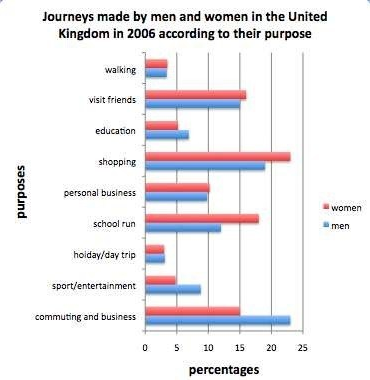 Journeys made by men and women in the United
Kingdom in 2006 according to their purpose
walking
visit friends
education
shopping
personal business
school run
holday/day trip
sport/entertainment
commuting and business
purposes
women
men
0 5 10 15 20 25
percentages